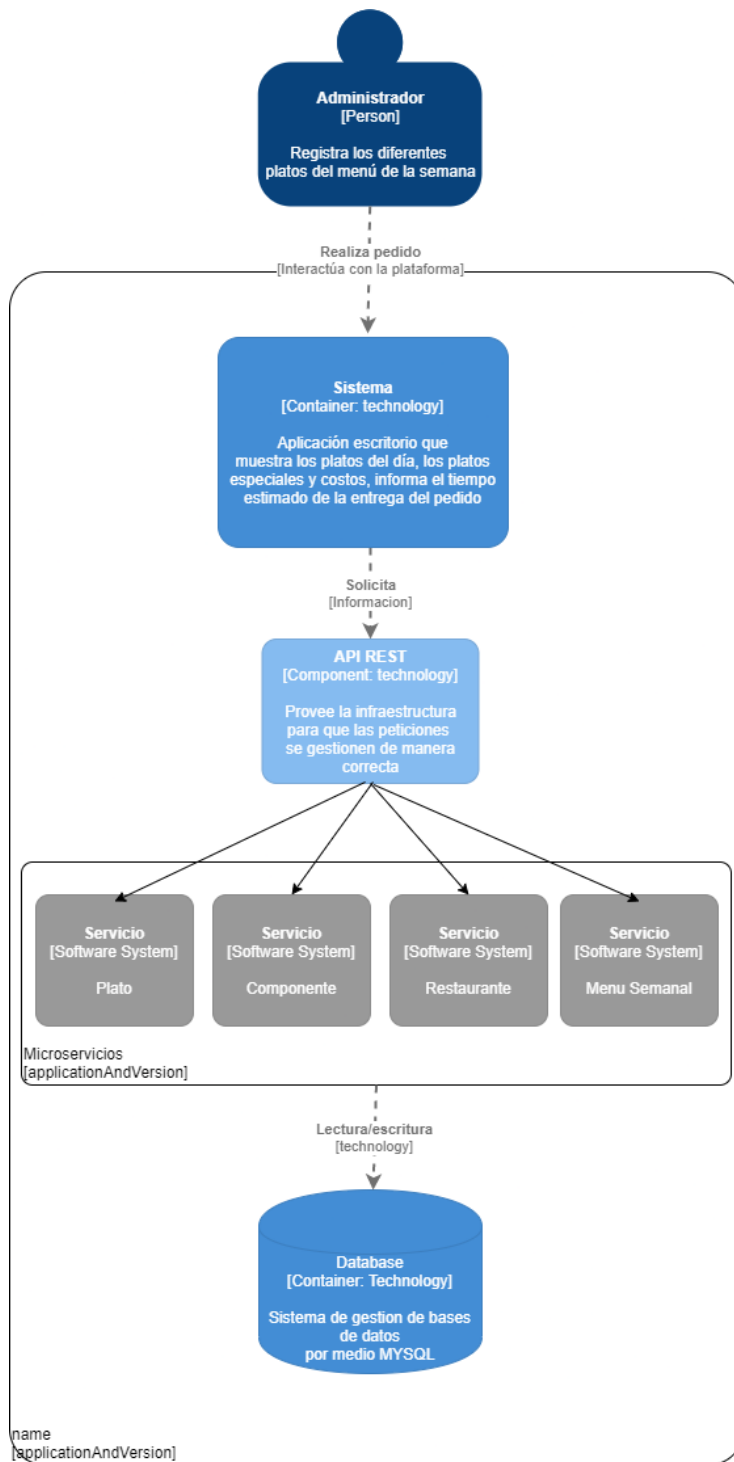 Administrador
[Person]
Registra los diferentes
platos del menú de la semana
Realiza pedido
[Interactúa con la plataforma]
Sistema
[Container: technology]
Aplicación escritorio que
muestra los platos del día, los platos
especiales y costos, informa el tiempo
estimado de la entrega del pedido
Solicita
[Informacion]
API REST
[Component: technology]
Provee la infraestructura
para que las peticiones
se gestionen de manera
correcta
Servicio
[Software System]
Plato
Servicio
[Software System]
Componente
Servicio
[Software System]
Restaurante
Servicio
[Software System]
Menu Semanal
Microservicios
[applicationAndVersion]
Lectura/escritura
[technology]
Database
[Container: Technology]
Sistema de gestion de bases
de datos
por medio MYSQL
name
[applicationAndVersion]